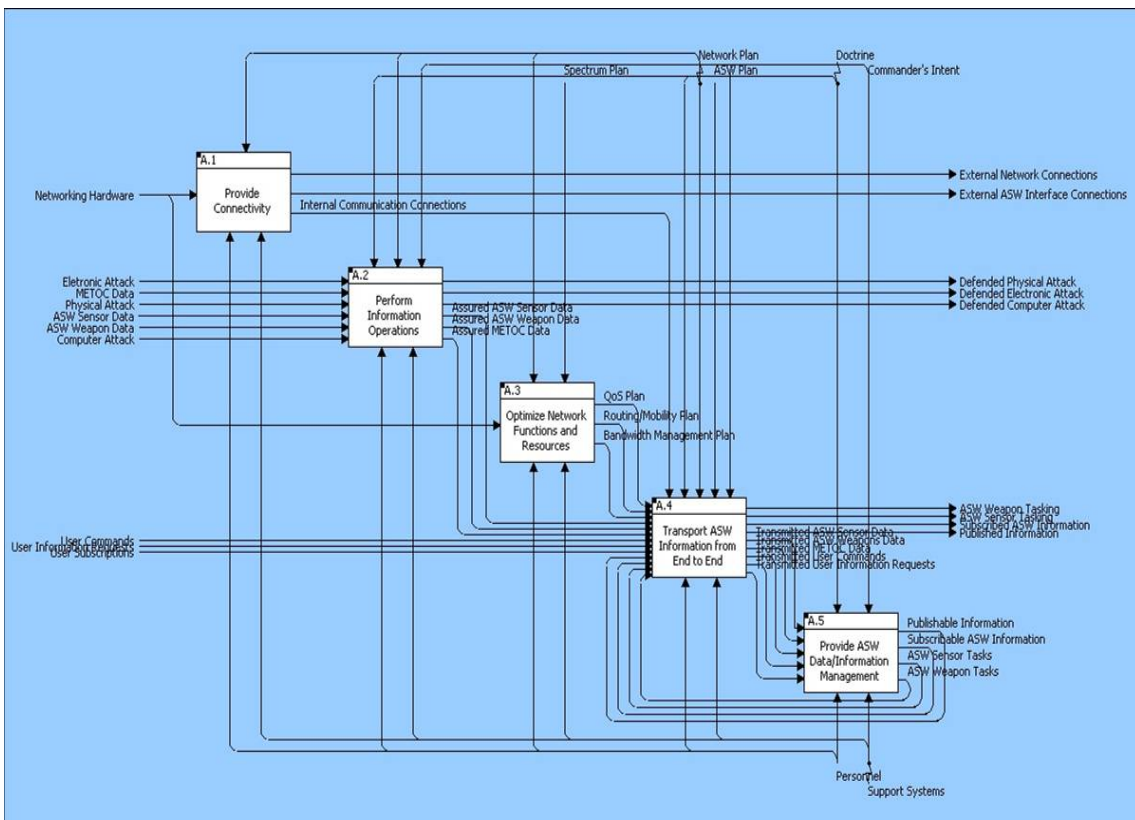 Network Plan
Doctrine
Spectrum Plan
ASW Plan
Commander's Intent
A.1
Provide
Connectivity
Networking Hardware
External Network Connections
External ASW Interface Connections
Internal Communication Connections
A.2
Perform
Information
Operations
Eletronic Attack
METOC Data
Physical Attack
ASW Sensor Data
ASW Weapon Data
Computer Attack
Defended Physical Attack
Defended Electronic Attack
Defended Computer Attack
Assured ASW Sensor Data
Assured ASW Weapon Data
Assured METOC Data
A.3
Optimize Network
Functions and
Resources
QoS Plan
Routing/Mobility Plan
Bandwidth Management Plan
A.4
Transport ASW
Information from
End to End
User Commands
User Information Requests
User Subscriptions
ASW Weapon Tasking
ASW Sensor Tasking
Subscribed ASW Information
Published Information
Transmitted ASW Sensor Data
Transmitted ASW Weapons Data
Transmitted METOC Data
Transmitted User Commands
Transmitted User Information Requests
A.5
Provide ASW
Data/Information
Management
Publishable Information
Subscribable ASW Information
ASW Sensor Tasks
ASW Weapon Tasks
Personnel
Support Systems